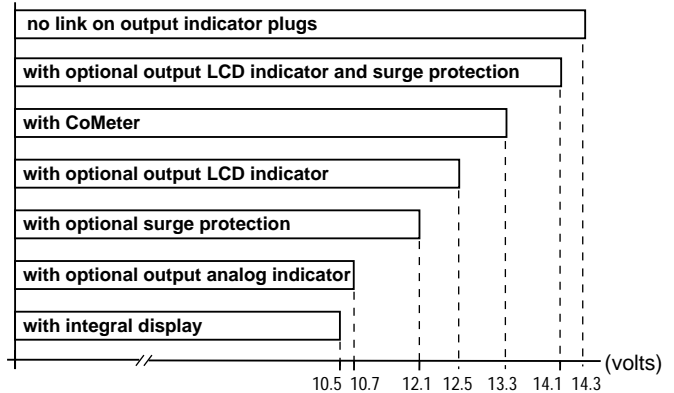 no link on output indicator plugs
with optional output LCD indicator and surge protection
with CoMeter
with optional output LCD indicator
with optional surge protection
with optional output analog indicator
with integral display
(volts)
10.5 10.7 12.1 12.5 13.3 14.1 14.3